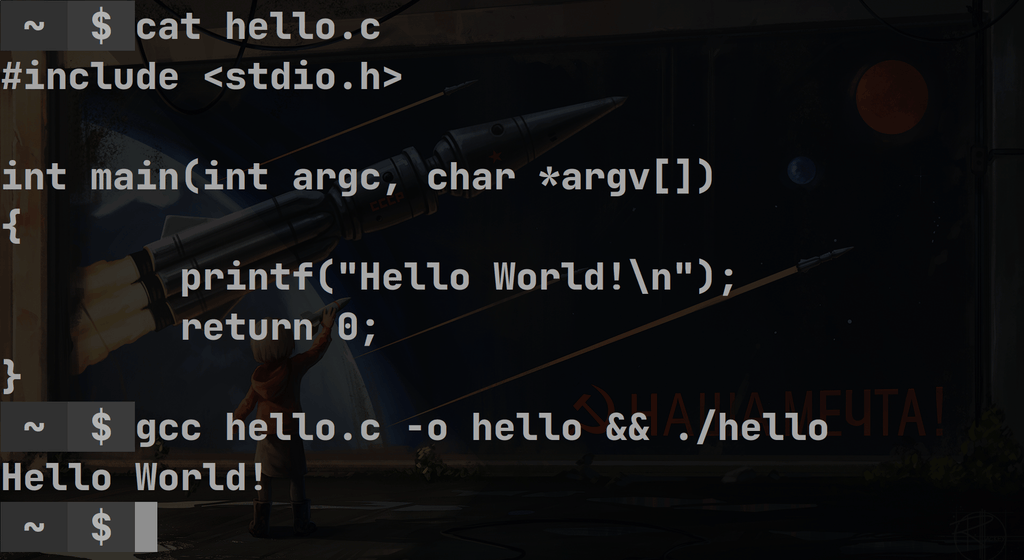 ~ $ cat hello.c
#include <stdio.h>

int main(int argc, char *argv[])
{
        printf("Hello World!\n");
        return 0;
}
~ $ gcc hello.c -o hello && ./hello
Hello World!
~ $
СССР
НАША МЕЧТА!